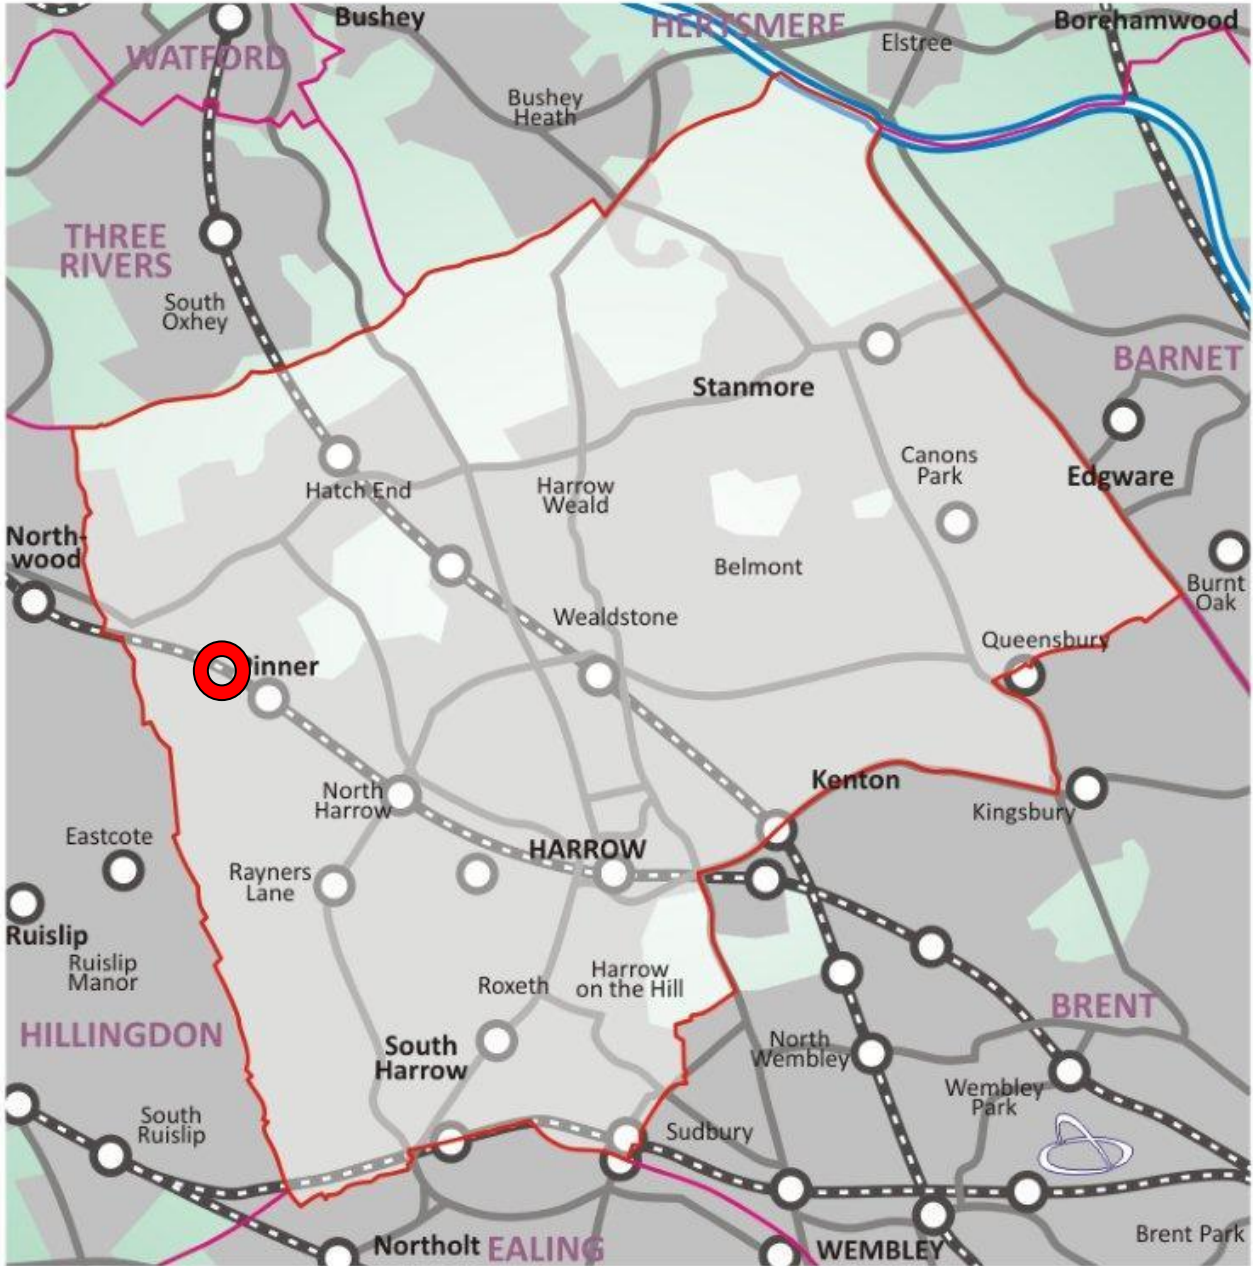 Bushey
HERTSMERE
Borehamwood
Elstree
WATFORD
Bushey
Heath
THREE
RIVERS
South
Oxhey
BARNET
Stanmore
Canons
Park
Edgware
Hatch End
Harrow
Weald
North-
wood
Belmont
Burnt
Oak
Wealdstone
Queensbury
inner
Kenton
North
Harrow
Kingsbury
Eastcote
HARROW
Rayners
Lane
Ruislip
Ruislip
Manor
Harrow
on the Hill
Roxeth
BRENT
HILLINGDON
South
Harrow
North
Wembley
Wembley
Park
South
Ruislip
Sudbury
Brent Park
Northolt
EALING
WEMBLEY